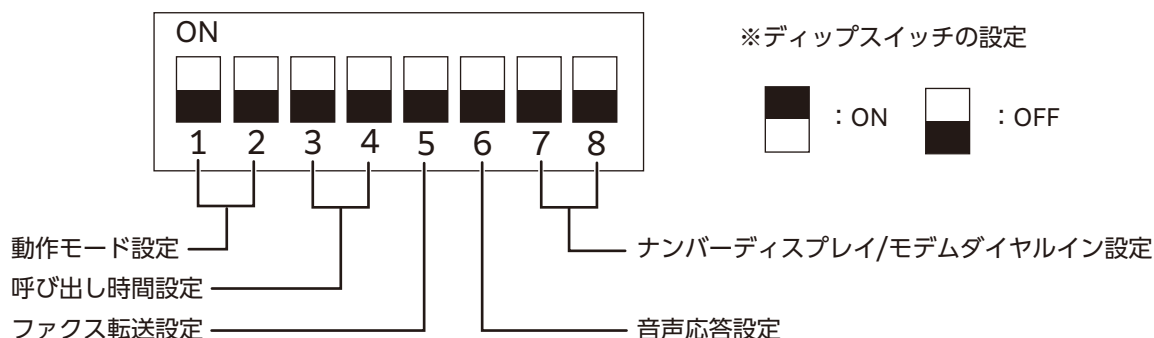 ON
※ディップスイッチの設定
：ON
：OFF
1 2 3 4 5 6 7 8
動作モード設定
ナンバーディスプレイ/モデムダイヤルイン設定
呼び出し時間設定
ファクス転送設定
音声応答設定